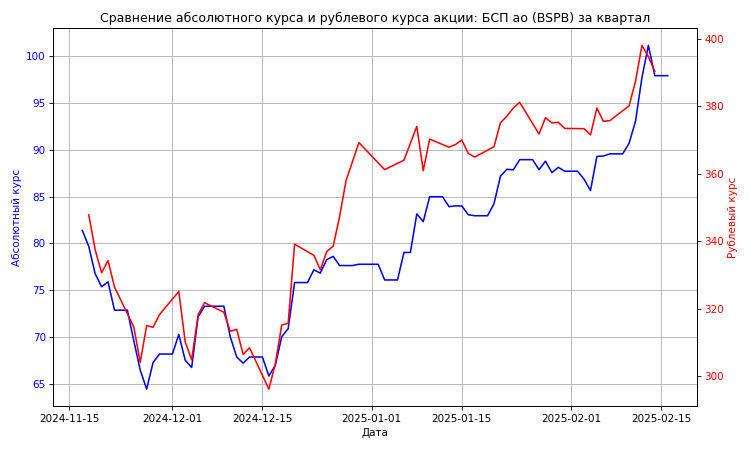 Сравнение абсолютного курса и рублевого курса акции: БСП ао (BSPB) за квартал
Абсолютный курс
100
95
90
85
80
75
70
65
400
380
360
340
320
300
Рублевый курс
2024-11-15 2024-12-01 2024-12-15 2025-01-01 2025-01-15 2025-02-01 2025-02-15
Дата